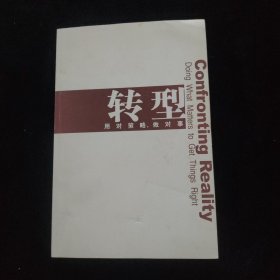 转型
用对策略、做对事
Confronting Reality
Doing What Matters to Get Things Right